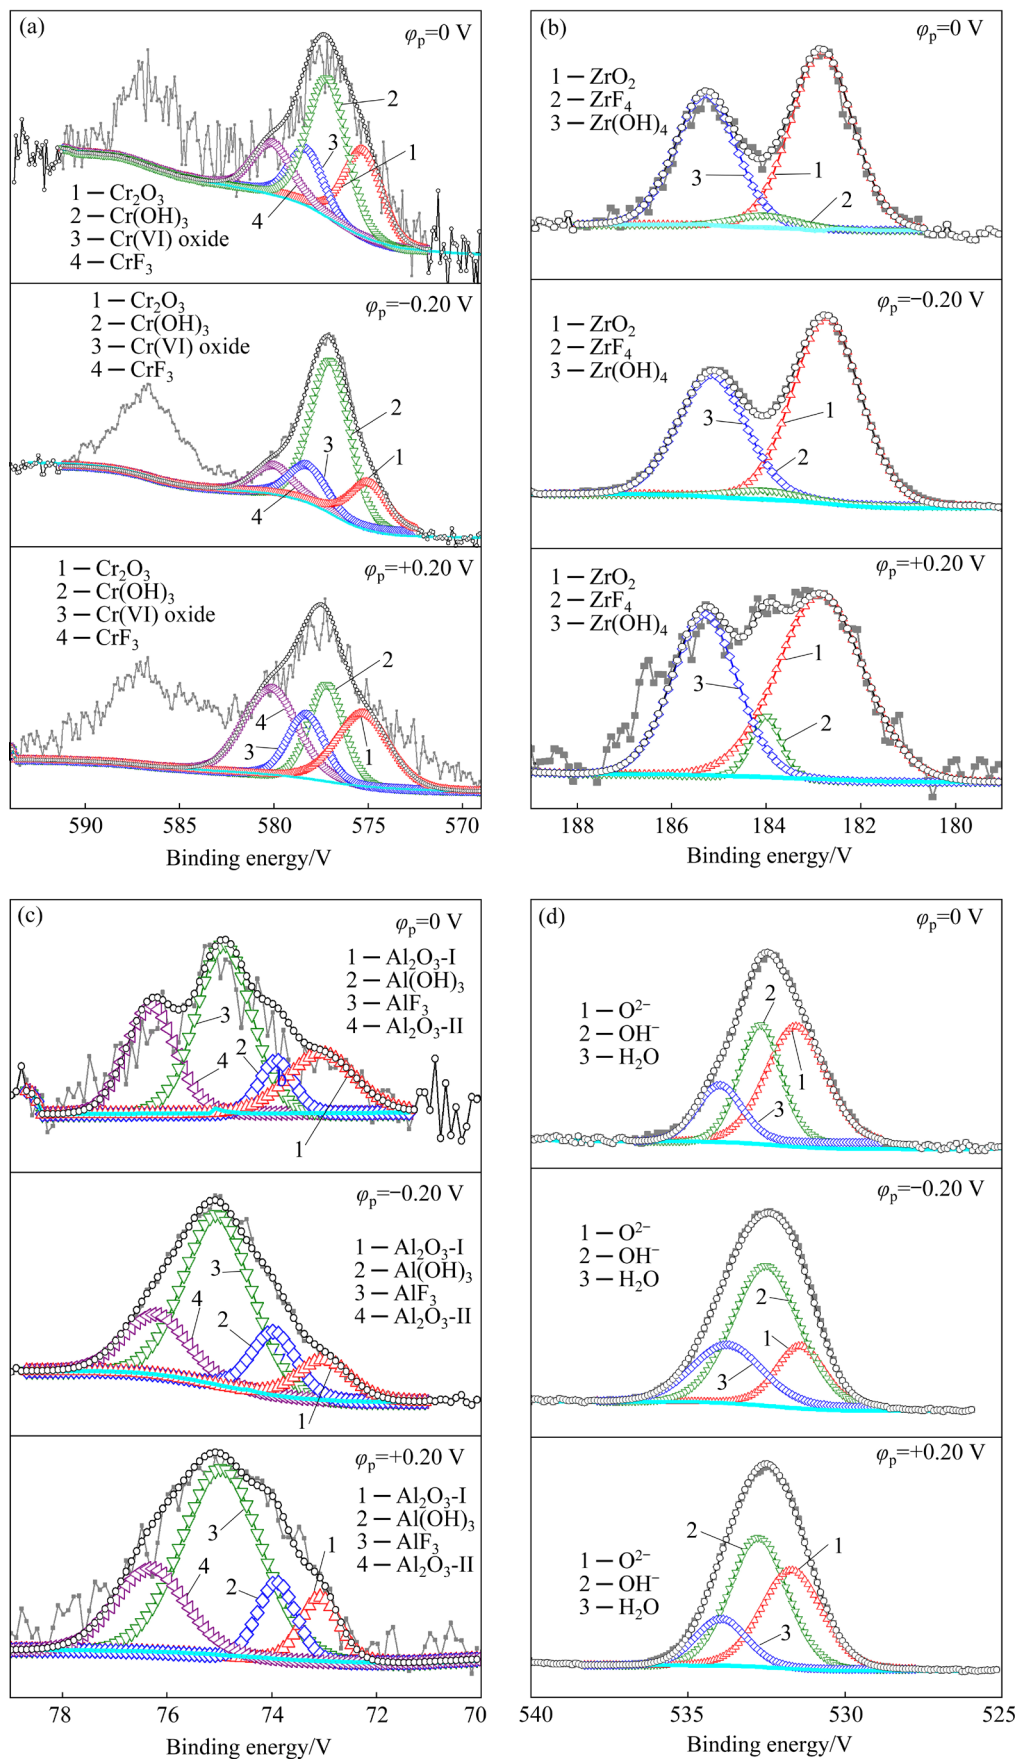 (a)
φp=0 V
2
3
1
4
1 — Cr₂O₃
2 — Cr(OH)₃
3 — Cr(VI) oxide
4 — CrF₃
φp=−0.20 V
1 — Cr₂O₃
2 — Cr(OH)₃
3 — Cr(VI) oxide
4 — CrF₃
2
3
1
4
φp=+0.20 V
1 — Cr₂O₃
2 — Cr(OH)₃
3 — Cr(VI) oxide
4 — CrF₃
2
4
3
1
590 585 580 575 570
Binding energy/V
(b)
φp=0 V
1 — ZrO₂
2 — ZrF₄
3 — Zr(OH)₄
3
1
2
φp=−0.20 V
1 — ZrO₂
2 — ZrF₄
3 — Zr(OH)₄
3
1
2
φp=+0.20 V
1 — ZrO₂
2 — ZrF₄
3 — Zr(OH)₄
1
3
2
188 186 184 182 180
Binding energy/V
(c)
φp=0 V
1 — Al₂O₃-I
2 — Al(OH)₃
3 — AlF₃
4 — Al₂O₃-II
3
2
4
1
φp=−0.20 V
1 — Al₂O₃-I
2 — Al(OH)₃
3 — AlF₃
4 — Al₂O₃-II
3
4
2
1
φp=+0.20 V
1 — Al₂O₃-I
2 — Al(OH)₃
3 — AlF₃
4 — Al₂O₃-II
3
1
4
2
78 76 74 72 70
Binding energy/V
(d)
φp=0 V
1 — O²⁻
2 — OH⁻
3 — H₂O
2
1
3
φp=−0.20 V
1 — O²⁻
2 — OH⁻
3 — H₂O
2
1
3
φp=+0.20 V
2
1
1 — O²⁻
2 — OH⁻
3 — H₂O
3
540 535 530 525
Binding energy/V